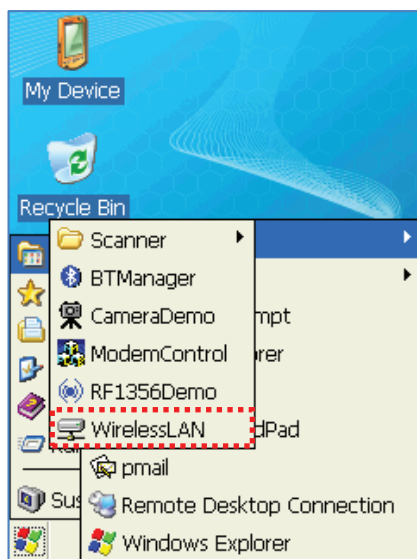 My Device
Recycle Bin
Scanner
BTManager
CameraDemo
mpt
ModemControl
rer
RF1356Demo
WirelessLAN
dPad
pmail
Sus
Remote Desktop Connection
Windows Explorer